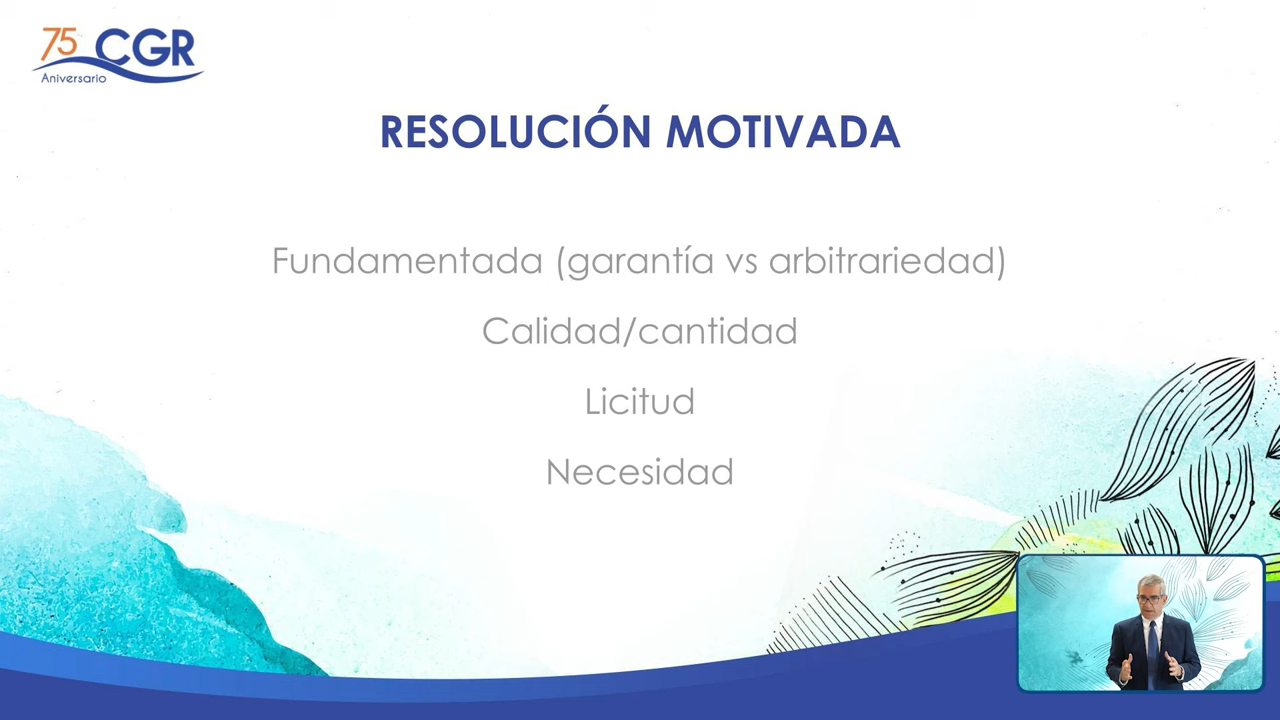 75 CGR
Aniversario
RESOLUCIÓN MOTIVADA
Fundamentada (garantía vs arbitrariedad)
Calidad/cantidad
Licitud
Necesidad